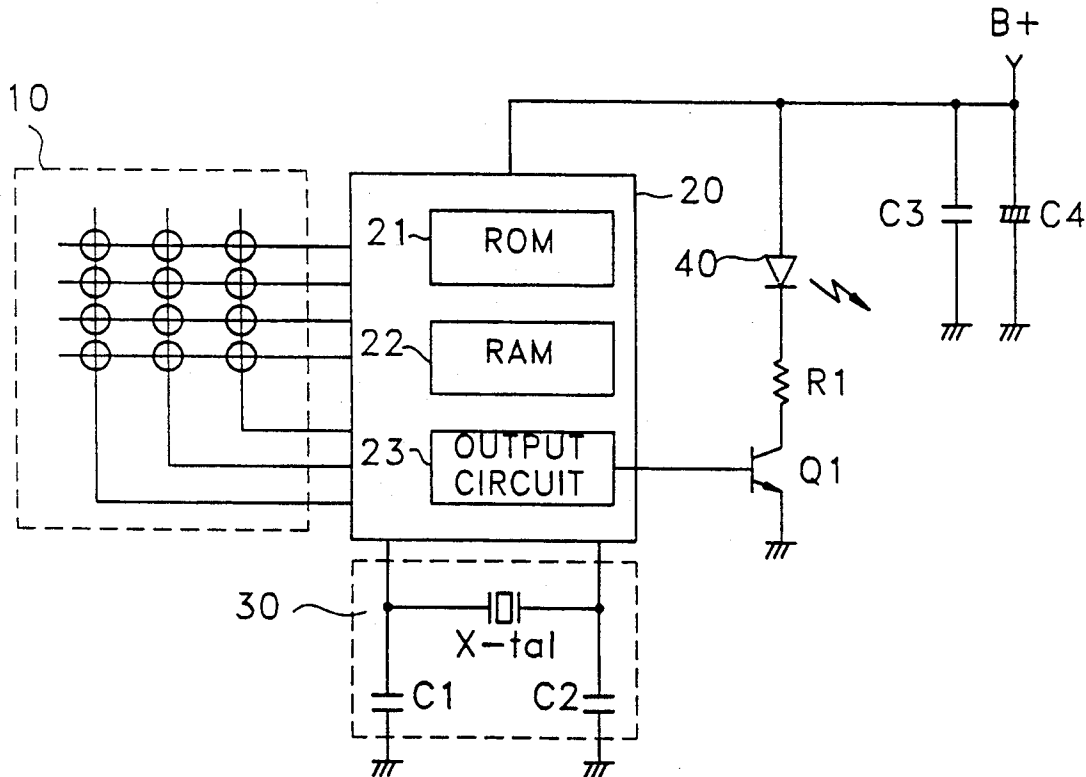 B+
10
20
21
ROM
C3
C4
40
22
RAM
R1
23
OUTPUT
CIRCUIT
Q1
30
X-tal
C1
C2